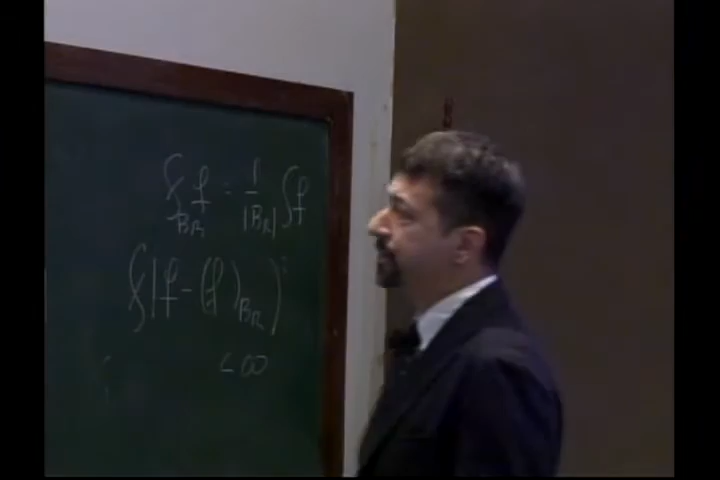 ⨍_{B_R} f = 1/|B_R| ∫ f
⨍ |f - (f)_{B_R}|²
< ∞